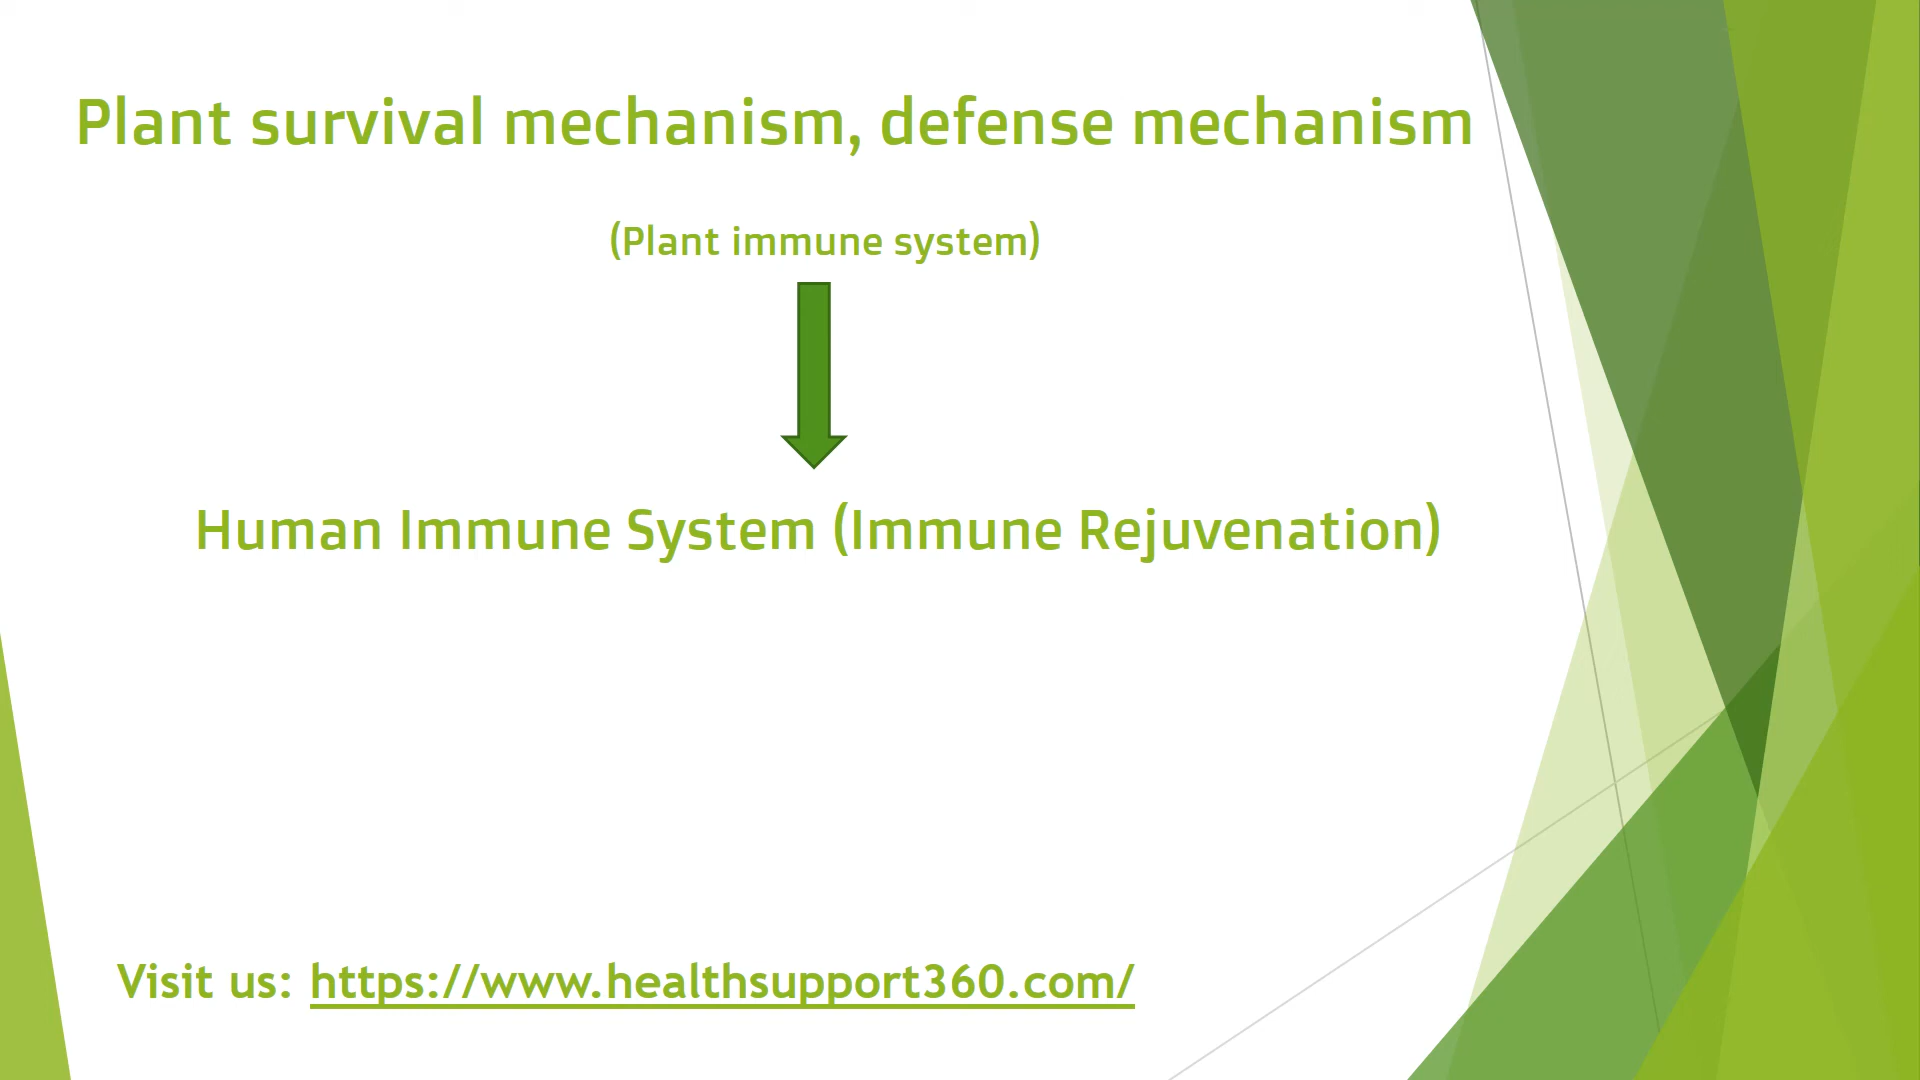 Plant survival mechanism, defense mechanism
(Plant immune system)
Human Immune System (Immune Rejuvenation)
Visit us: https://www.healthsupport360.com/